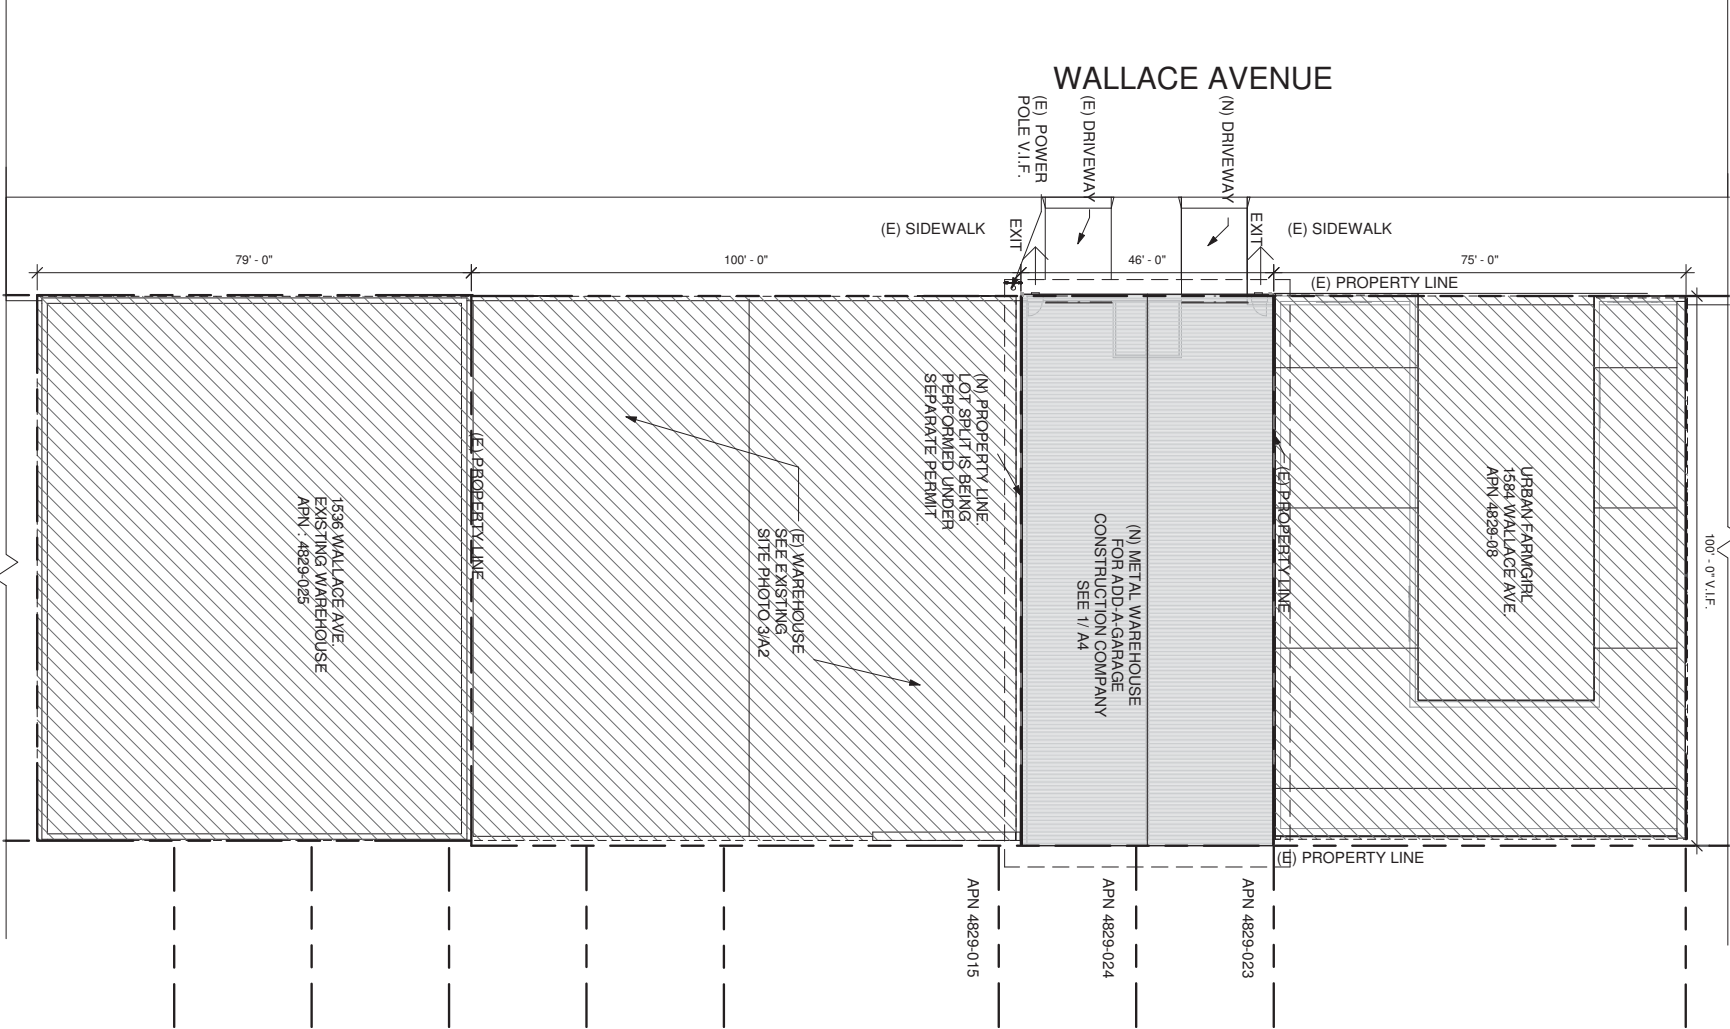 WALLACE AVENUE
(E) POWER
POLE V.I.F.
(E) DRIVEWAY
(N) DRIVEWAY
(E) SIDEWALK
EXIT
EXIT
(E) SIDEWALK
79' - 0"
100' - 0"
46' - 0"
75' - 0"
(E) PROPERTY LINE
100' - 0" V.I.F.
(N) PROPERTY LINE.
LOT SPLIT IS BEING
PERFORMED UNDER
SEPARATE PERMIT
(E) PROPERTY LINE
(E) PROPERTY LINE
1536 WALLACE AVE.
EXISTING WAREHOUSE
APN : 4829-025
(E) WAREHOUSE
SEE EXISTING
SITE PHOTO 3/A2
(N) METAL WAREHOUSE
FOR ADD-A-GARAGE
CONSTRUCTION COMPANY
SEE 1/ A4
URBAN FARMGIRL
1584 WALLACE AVE
APN 4829-08
(E) PROPERTY LINE
APN 4829-015
APN 4829-024
APN 4829-023